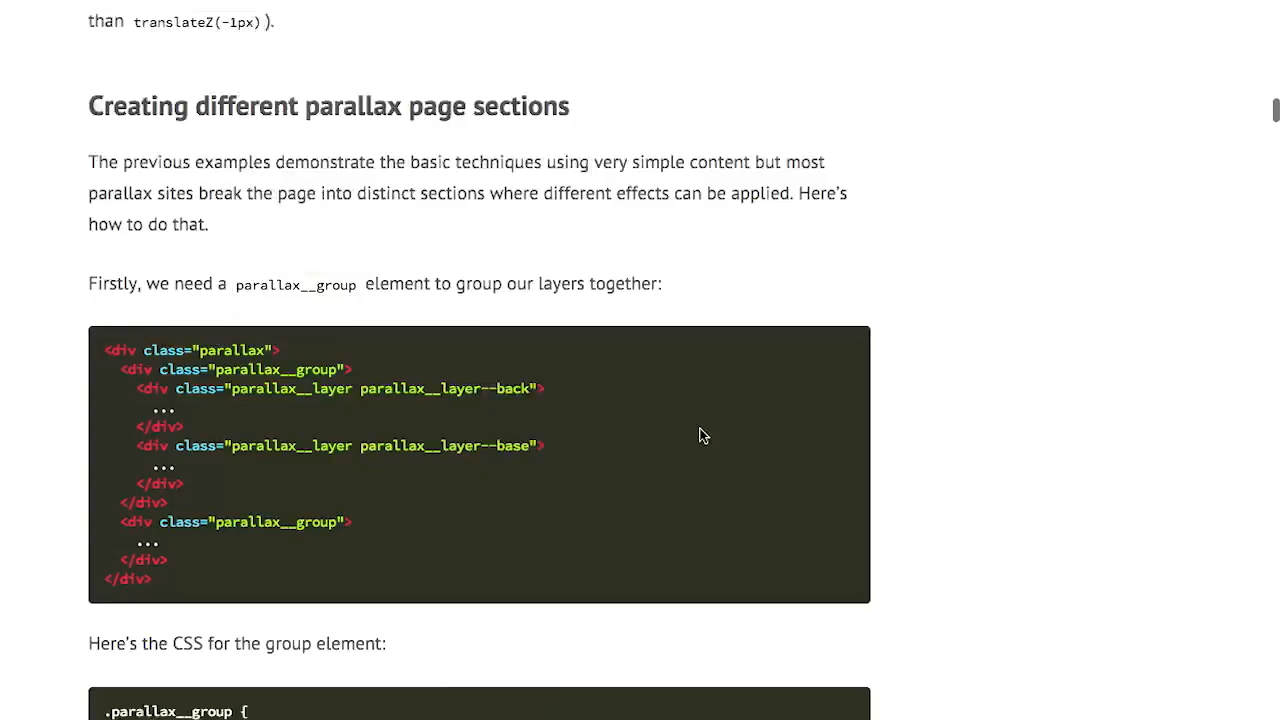 than translateZ(-1px) ).
Creating different parallax page sections
The previous examples demonstrate the basic techniques using very simple content but most
parallax sites break the page into distinct sections where different effects can be applied. Here’s
how to do that.
Firstly, we need a parallax__group element to group our layers together:
<div class="parallax">
  <div class="parallax__group">
    <div class="parallax__layer parallax__layer--back">
      ...
    </div>
    <div class="parallax__layer parallax__layer--base">
      ...
    </div>
  </div>
  <div class="parallax__group">
    ...
  </div>
</div>
Here’s the CSS for the group element:
.parallax__group {